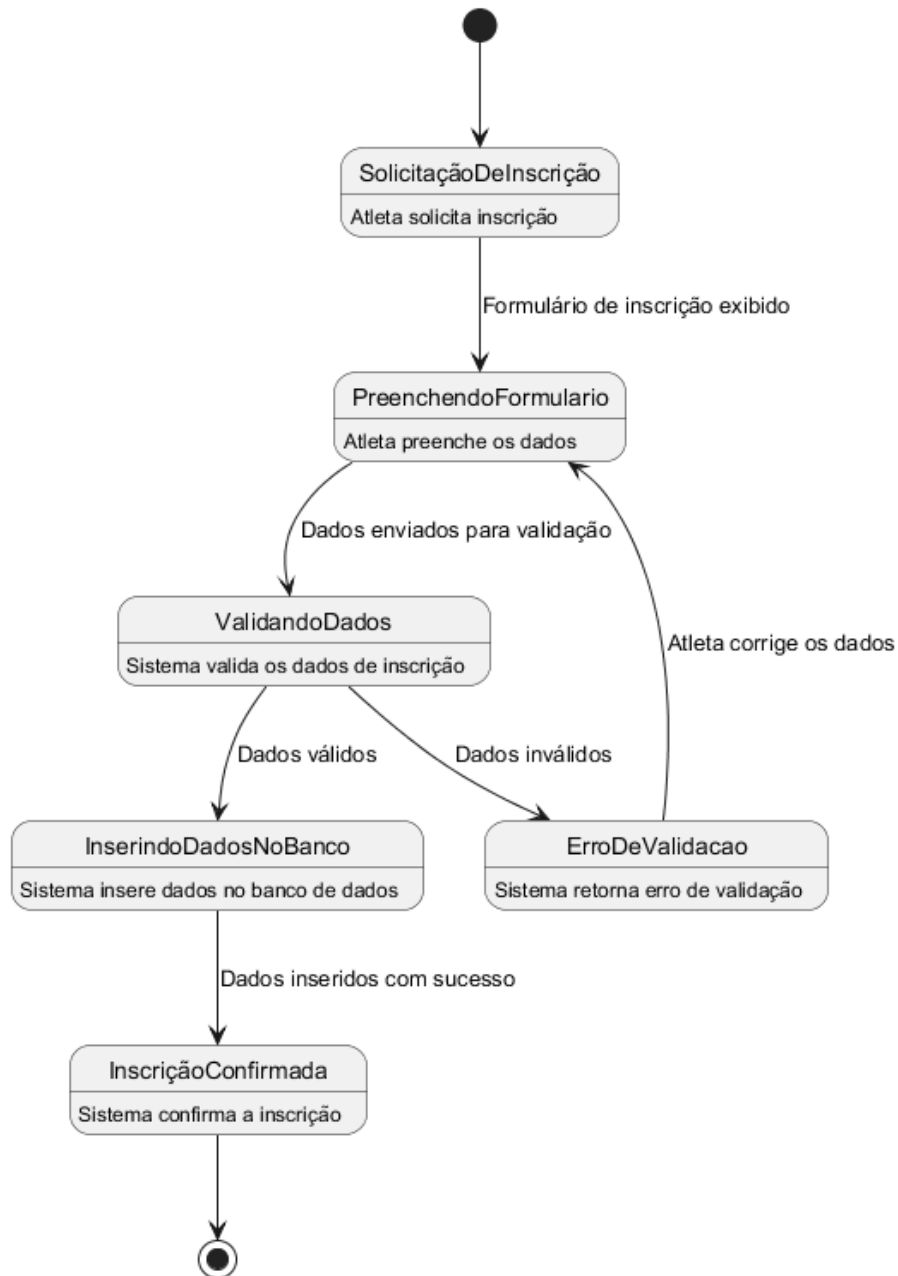 SolicitaçãoDeInscrição
Atleta solicita inscrição
Formulário de inscrição exibido
PreenchendoFormulario
Atleta preenche os dados
Dados enviados para validação
ValidandoDados
Sistema valida os dados de inscrição
Atleta corrige os dados
Dados válidos
Dados inválidos
InserindoDadosNoBanco
Sistema insere dados no banco de dados
ErroDeValidacao
Sistema retorna erro de validação
Dados inseridos com sucesso
InscriçãoConfirmada
Sistema confirma a inscrição